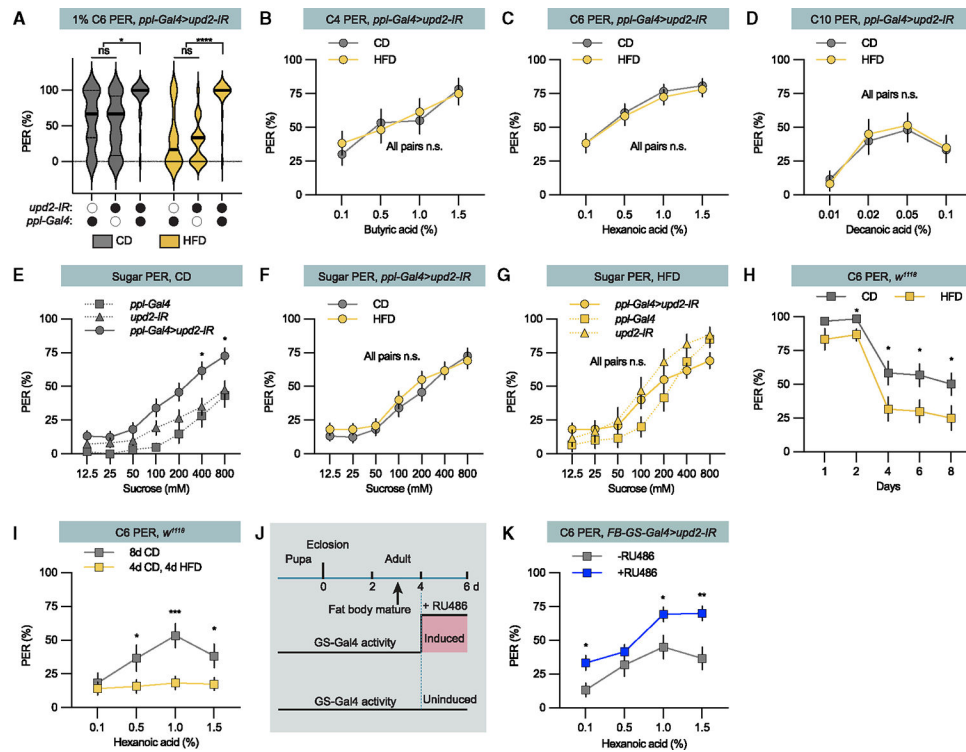 A
1% C6 PER, ppl-Gal4>upd2-IR
*
****
ns
ns
PER (%)
100
50
0
upd2-IR:
ppl-Gal4:
CD
HFD
B
C4 PER, ppl-Gal4>upd2-IR
CD
HFD
PER (%)
100
75
50
25
0
All pairs n.s.
0.1 0.5 1.0 1.5
Butyric acid (%)
C
C6 PER, ppl-Gal4>upd2-IR
CD
HFD
PER (%)
100
75
50
25
0
All pairs n.s.
0.1 0.5 1.0 1.5
Hexanoic acid (%)
D
C10 PER, ppl-Gal4>upd2-IR
CD
HFD
All pairs n.s.
PER (%)
100
75
50
25
0
0.01 0.02 0.05 0.1
Decanoic acid (%)
E
Sugar PER, CD
ppl-Gal4
upd2-IR
ppl-Gal4>upd2-IR
* *
PER (%)
100
75
50
25
0
12.5 25 50 100 200 400 800
Sucrose (mM)
F
Sugar PER, ppl-Gal4>upd2-IR
CD
HFD
All pairs n.s.
PER (%)
100
75
50
25
0
12.5 25 50 100 200 400 800
Sucrose (mM)
G
Sugar PER, HFD
ppl-Gal4>upd2-IR
ppl-Gal4
upd2-IR
All pairs n.s.
PER (%)
100
75
50
25
0
12.5 25 50 100 200 400 800
Sucrose (mM)
H
C6 PER, w1118
CD HFD
* * * *
PER (%)
100
75
50
25
0
1 2 4 6 8
Days
I
C6 PER, w1118
8d CD
4d CD, 4d HFD
* *** *
PER (%)
100
75
50
25
0
0.1 0.5 1.0 1.5
Hexanoic acid (%)
J
Eclosion
Pupa
Adult
0 2 4 6 d
Fat body mature
+ RU486
Induced
GS-Gal4 activity
GS-Gal4 activity
Uninduced
K
C6 PER, FB-GS-Gal4>upd2-IR
-RU486
+RU486
* * **
PER (%)
100
75
50
25
0
0.1 0.5 1.0 1.5
Hexanoic acid (%)